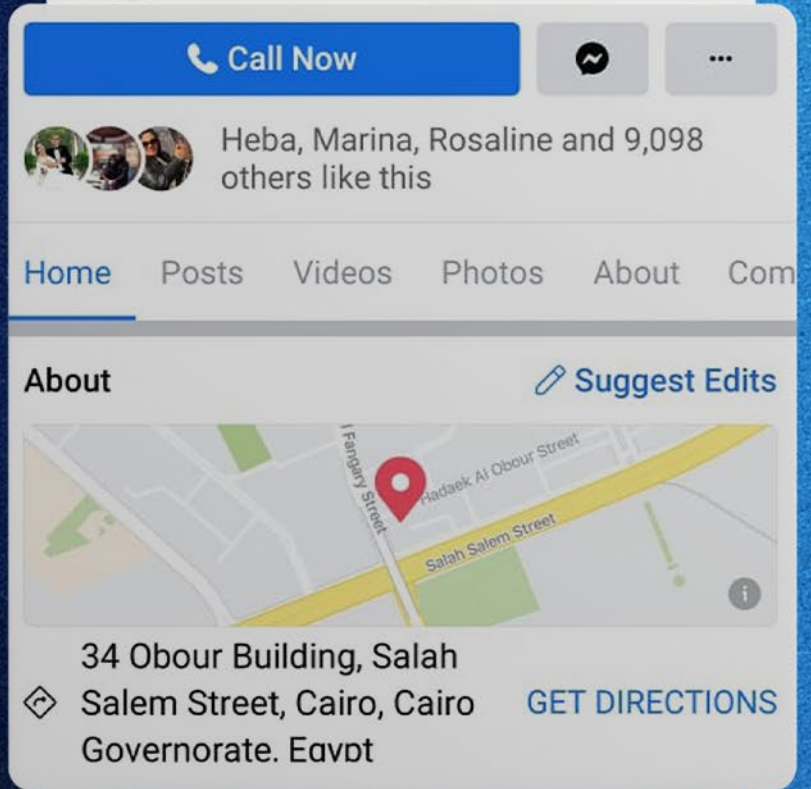 Call Now
Heba, Marina, Rosaline and 9,098
others like this
Home Posts Videos Photos About Com
About
Suggest Edits
l Fangary Street
Hadaek Al Obour Street
Salah Salem Street
34 Obour Building, Salah
Salem Street, Cairo, Cairo
Governorate, Egypt
GET DIRECTIONS